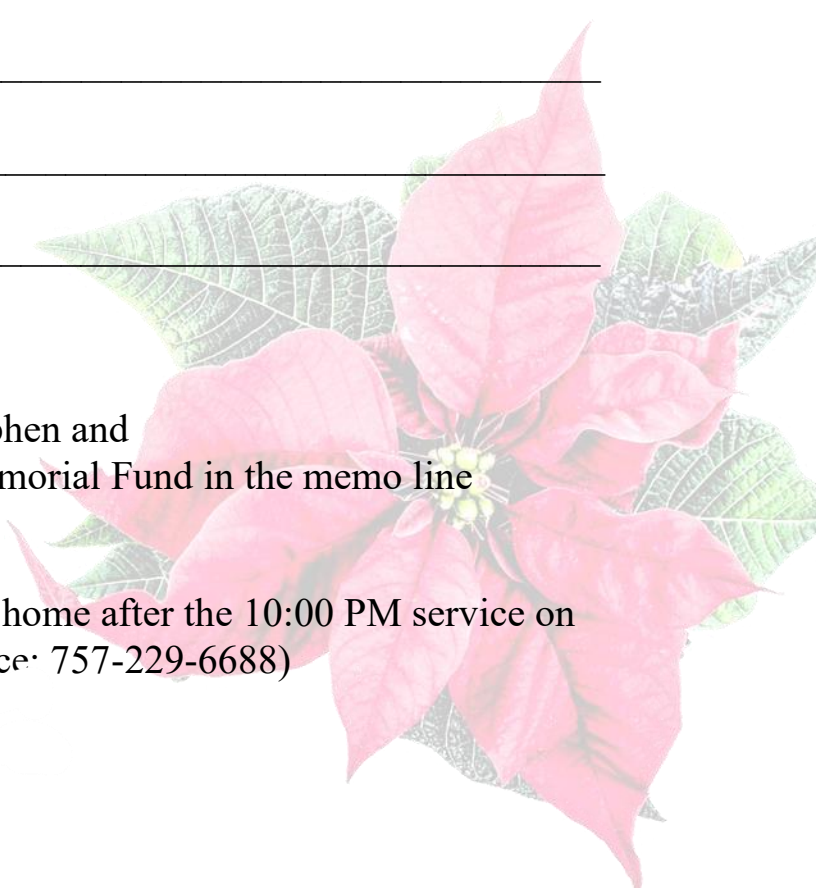 phen and
morial Fund in the memo line
home after the 10:00 PM service on
ce: 757-229-6688)